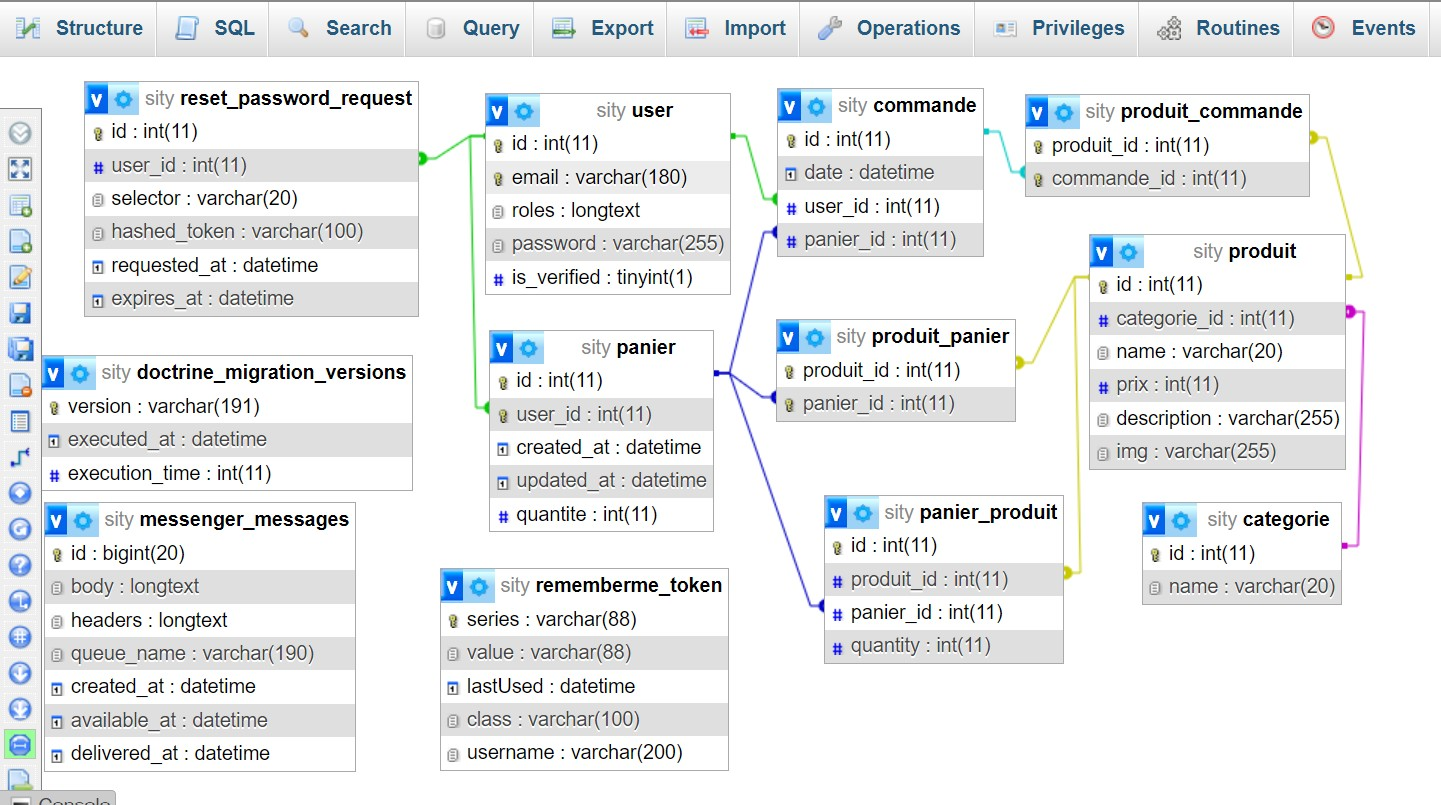 Structure SQL Search Query Export Import Operations Privileges Routines Events
sity reset_password_request
id : int(11)
user_id : int(11)
selector : varchar(20)
hashed_token : varchar(100)
requested_at : datetime
expires_at : datetime
sity user
id : int(11)
email : varchar(180)
roles : longtext
password : varchar(255)
is_verified : tinyint(1)
sity commande
id : int(11)
date : datetime
user_id : int(11)
panier_id : int(11)
sity produit_commande
produit_id : int(11)
commande_id : int(11)
sity produit
id : int(11)
categorie_id : int(11)
name : varchar(20)
prix : int(11)
description : varchar(255)
img : varchar(255)
sity panier
id : int(11)
user_id : int(11)
created_at : datetime
updated_at : datetime
quantite : int(11)
sity produit_panier
produit_id : int(11)
panier_id : int(11)
sity doctrine_migration_versions
version : varchar(191)
executed_at : datetime
execution_time : int(11)
sity messenger_messages
id : bigint(20)
body : longtext
headers : longtext
queue_name : varchar(190)
created_at : datetime
available_at : datetime
delivered_at : datetime
sity rememberme_token
series : varchar(88)
value : varchar(88)
lastUsed : datetime
class : varchar(100)
username : varchar(200)
sity panier_produit
id : int(11)
produit_id : int(11)
panier_id : int(11)
quantity : int(11)
sity categorie
id : int(11)
name : varchar(20)
Console